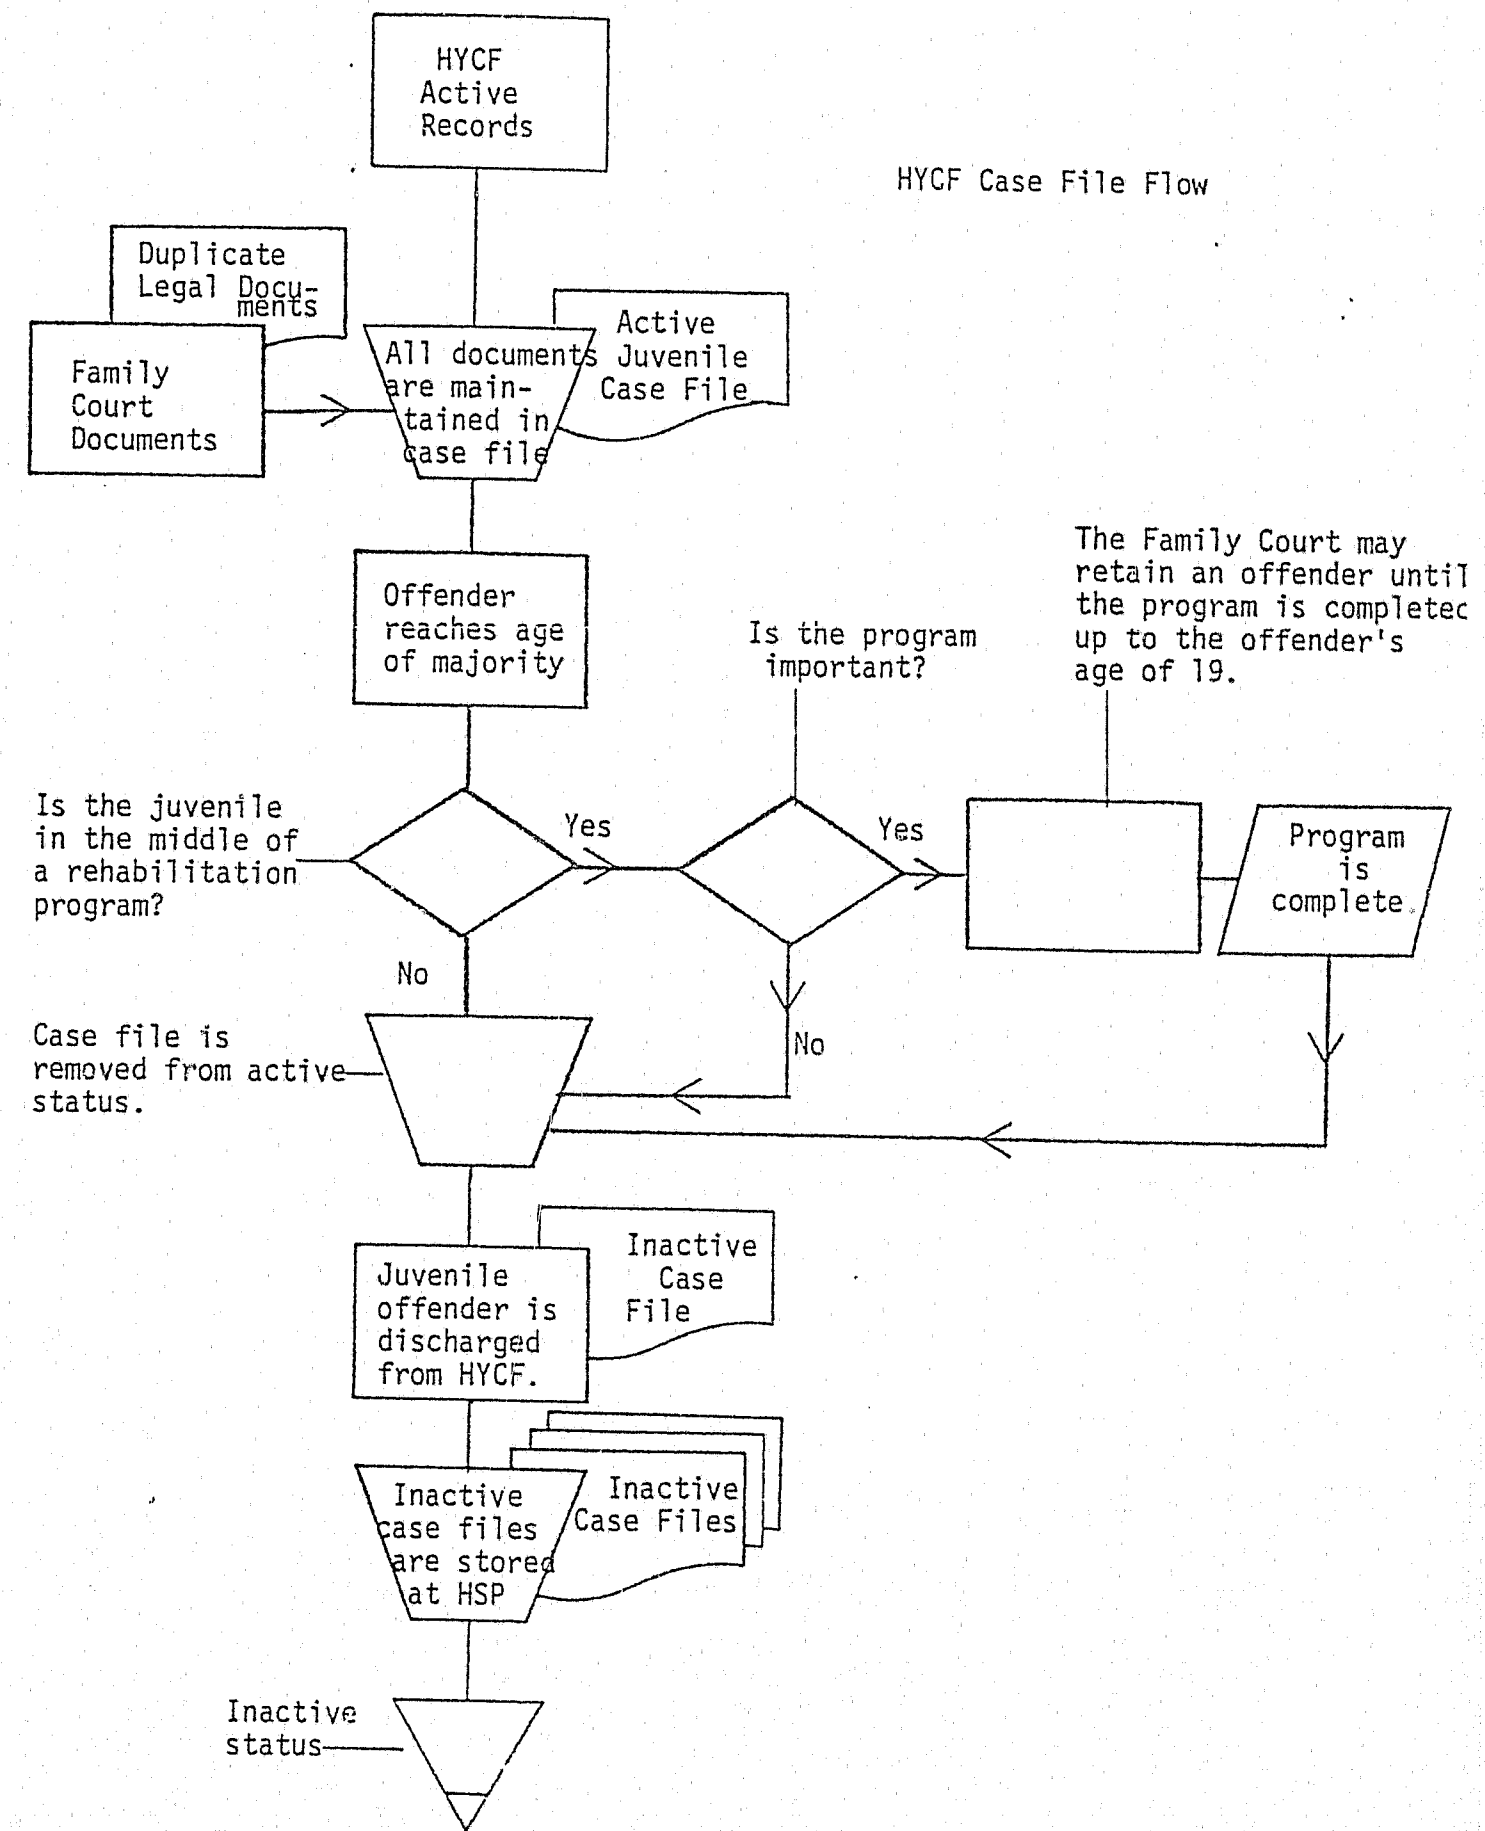 HYCF
Active
Records
HYCF Case File Flow
Duplicate
Legal Docu-
ments
Family
Court
Documents
All documents
are main-
tained in
case file
Active
Juvenile
Case File
Offender
reaches age
of majority
Is the program
important?
The Family Court may
retain an offender until
the program is completed
up to the offender's
age of 19.
Is the juvenile
in the middle of
a rehabilitation
program?
Yes
Yes
Program
is
complete
No
No
Case file is
removed from active
status.
Juvenile
offender is
discharged
from HYCF.
Inactive
Case
File
Inactive
case files
are stored
at HSP
Inactive
Case Files
Inactive
status